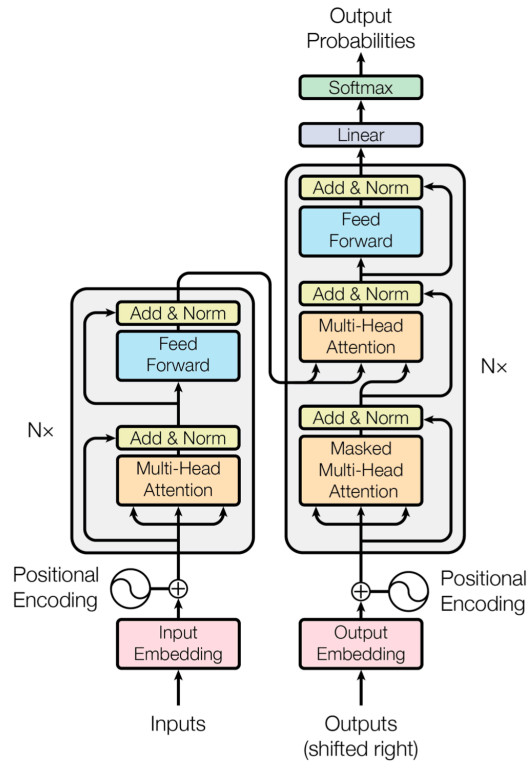 Output
Probabilities
Softmax
Linear
Add & Norm
Feed
Forward
Add & Norm
Multi-Head
Attention
Add & Norm
Masked
Multi-Head
Attention
N×
Add & Norm
Feed
Forward
Add & Norm
Multi-Head
Attention
N×
Positional
Encoding
Positional
Encoding
Input
Embedding
Output
Embedding
Inputs
Outputs
(shifted right)